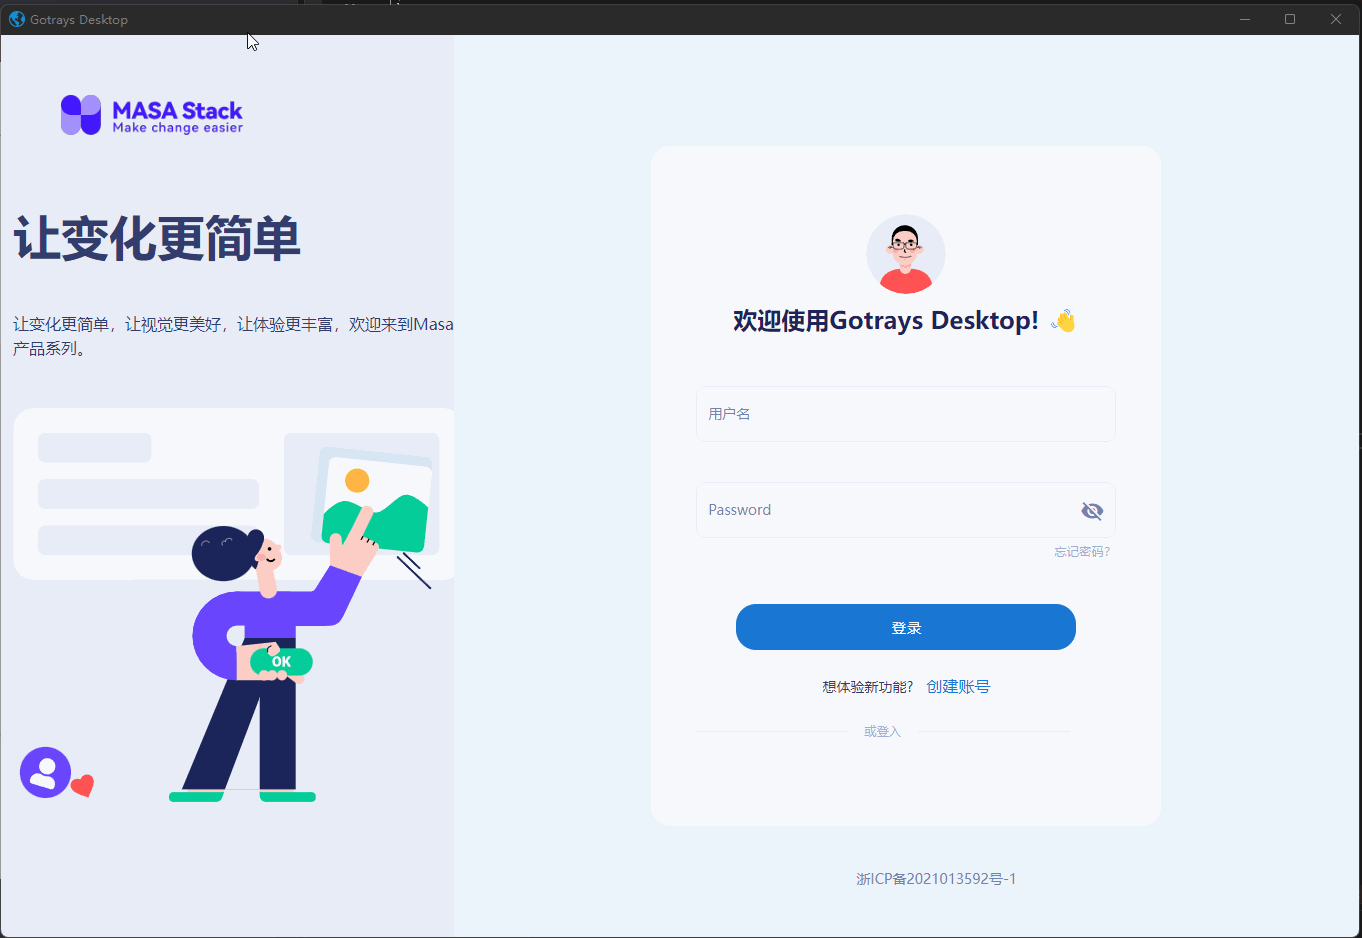 Gotrays Desktop
MASA Stack
Make change easier
让变化更简单
让变化更简单，让视觉更美好，让体验更丰富，欢迎来到Masa
产品系列。
OK
欢迎使用Gotrays Desktop! 👋
用户名
Password
忘记密码?
登录
想体验新功能? 创建账号
或登入
浙ICP备2021013592号-1